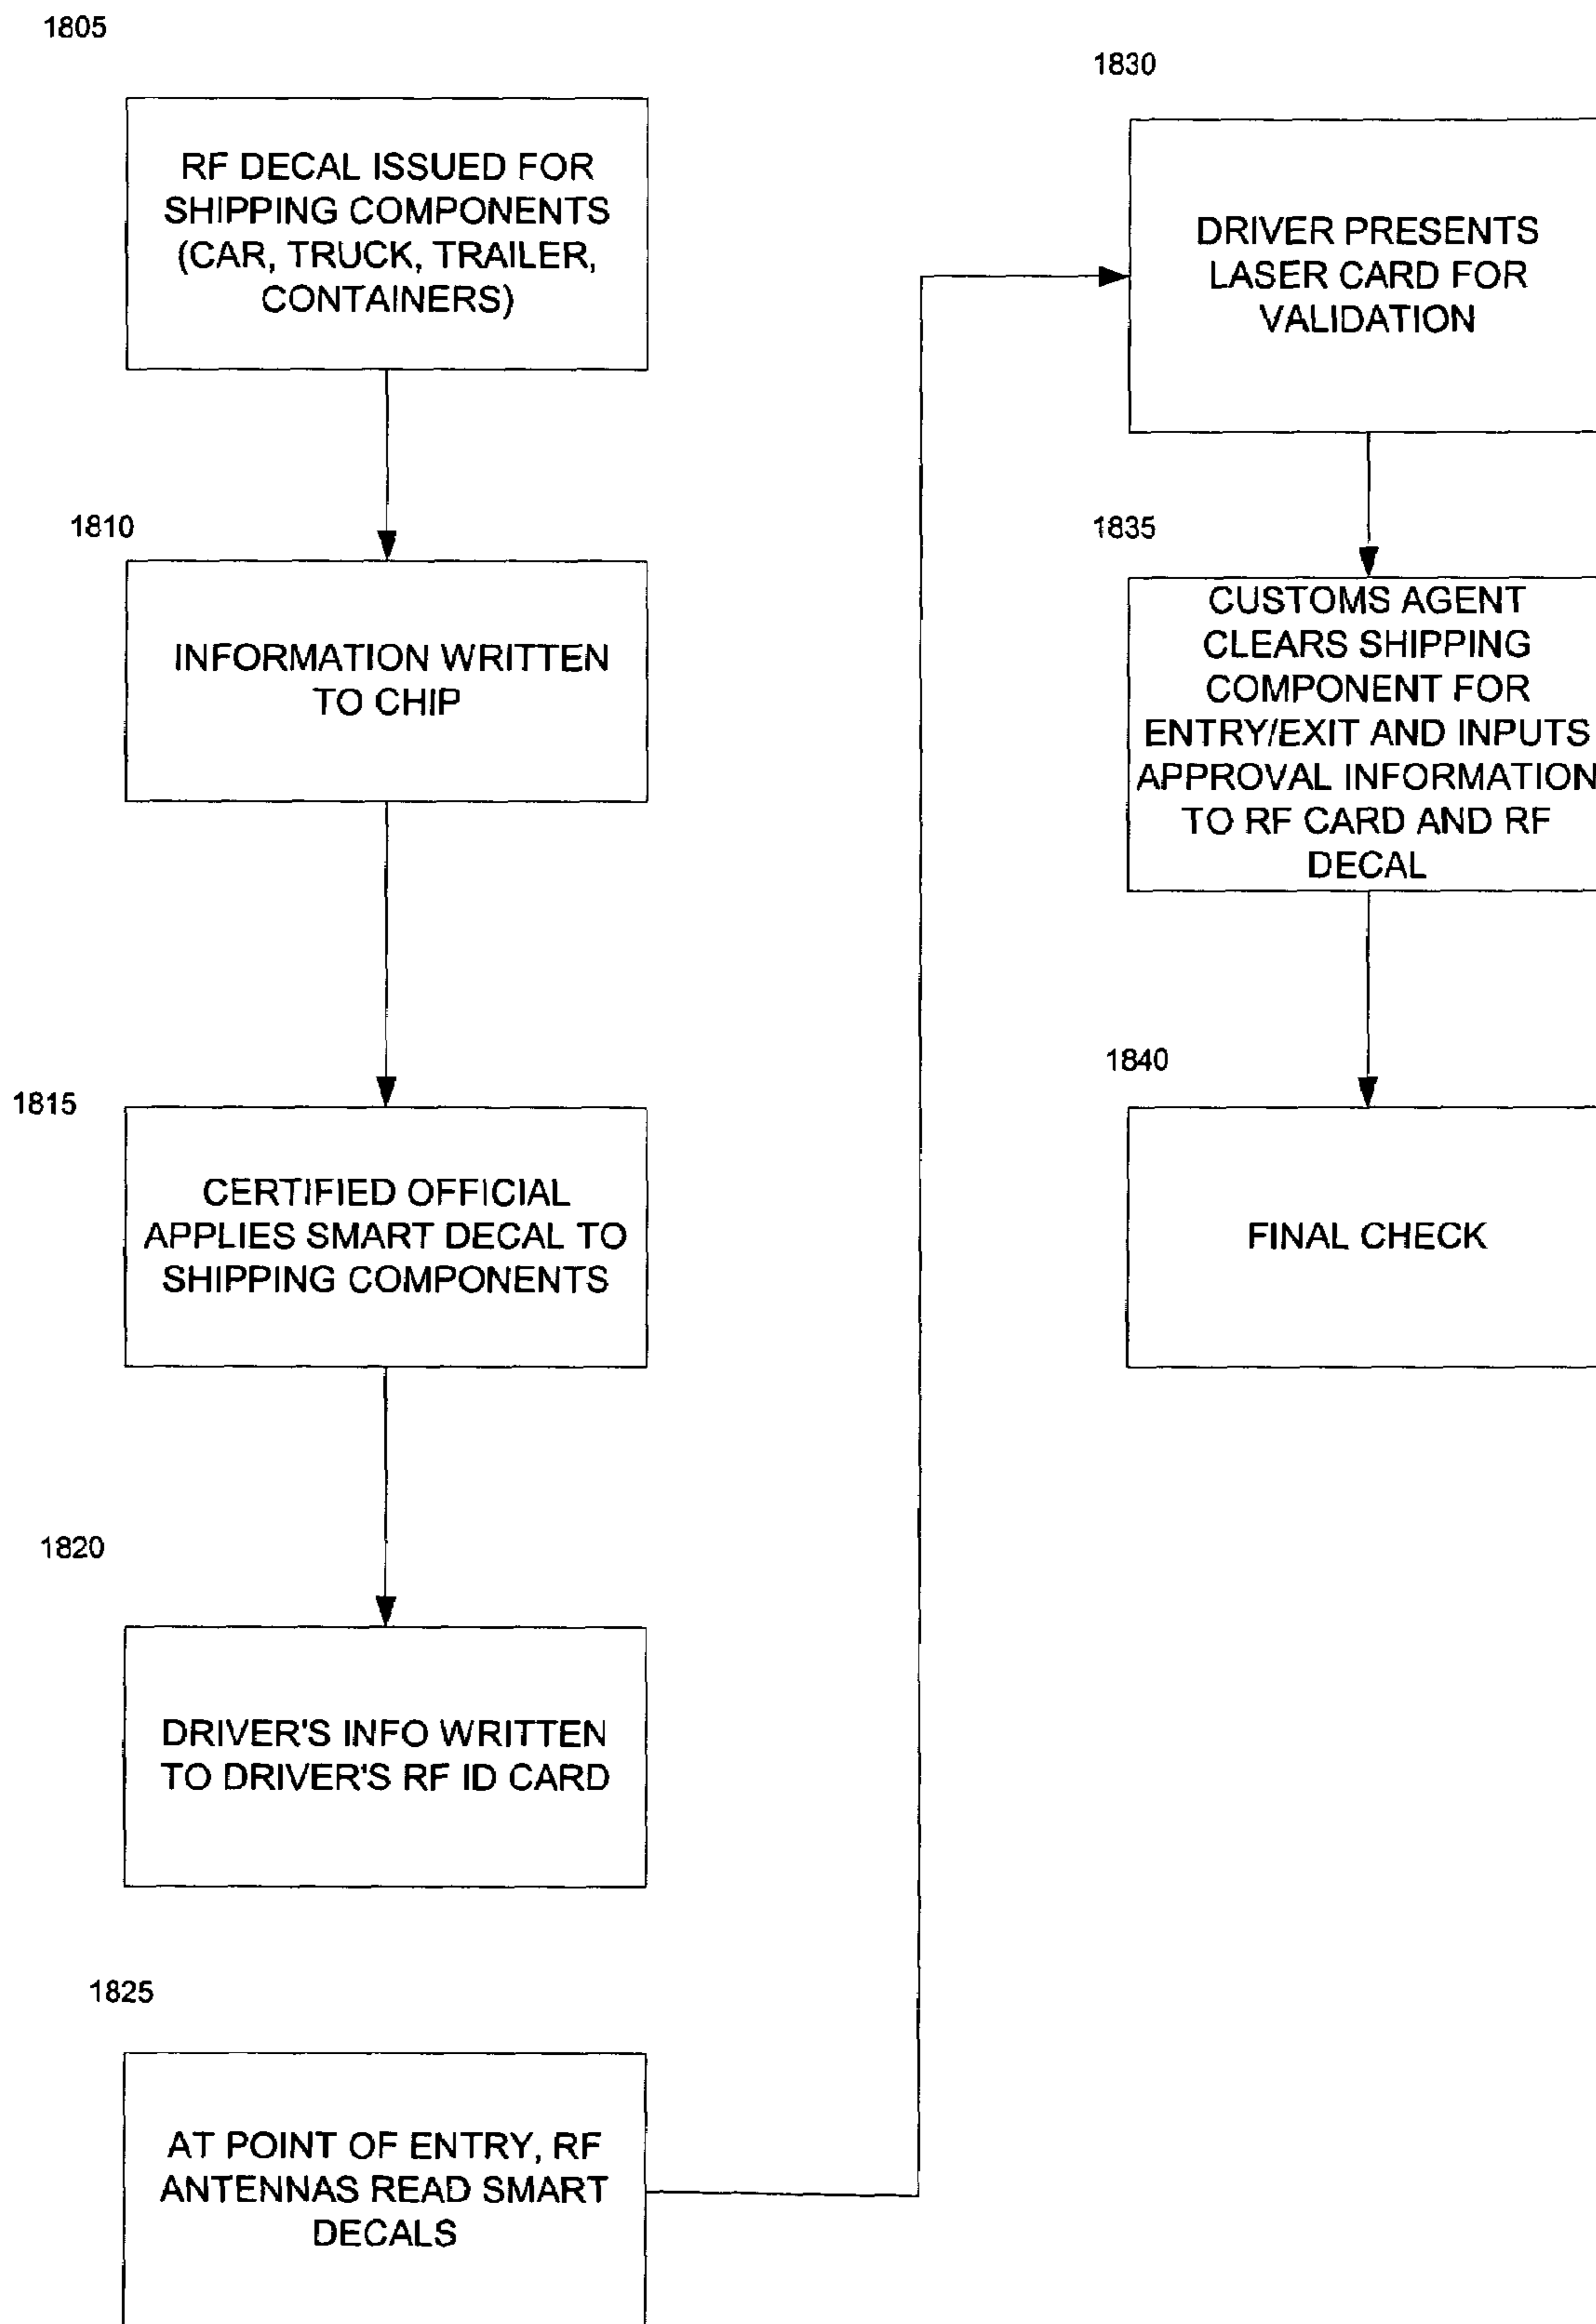 1805
RF DECAL ISSUED FOR
SHIPPING COMPONENTS
(CAR, TRUCK, TRAILER,
CONTAINERS)
1810
INFORMATION WRITTEN
TO CHIP
1815
CERTIFIED OFFICIAL
APPLIES SMART DECAL TO
SHIPPING COMPONENTS
1820
DRIVER'S INFO WRITTEN
TO DRIVER'S RF ID CARD
1825
AT POINT OF ENTRY, RF
ANTENNAS READ SMART
DECALS
1830
DRIVER PRESENTS
LASER CARD FOR
VALIDATION
1835
CUSTOMS AGENT
CLEARS SHIPPING
COMPONENT FOR
ENTRY/EXIT AND INPUTS
APPROVAL INFORMATION
TO RF CARD AND RF
DECAL
1840
FINAL CHECK